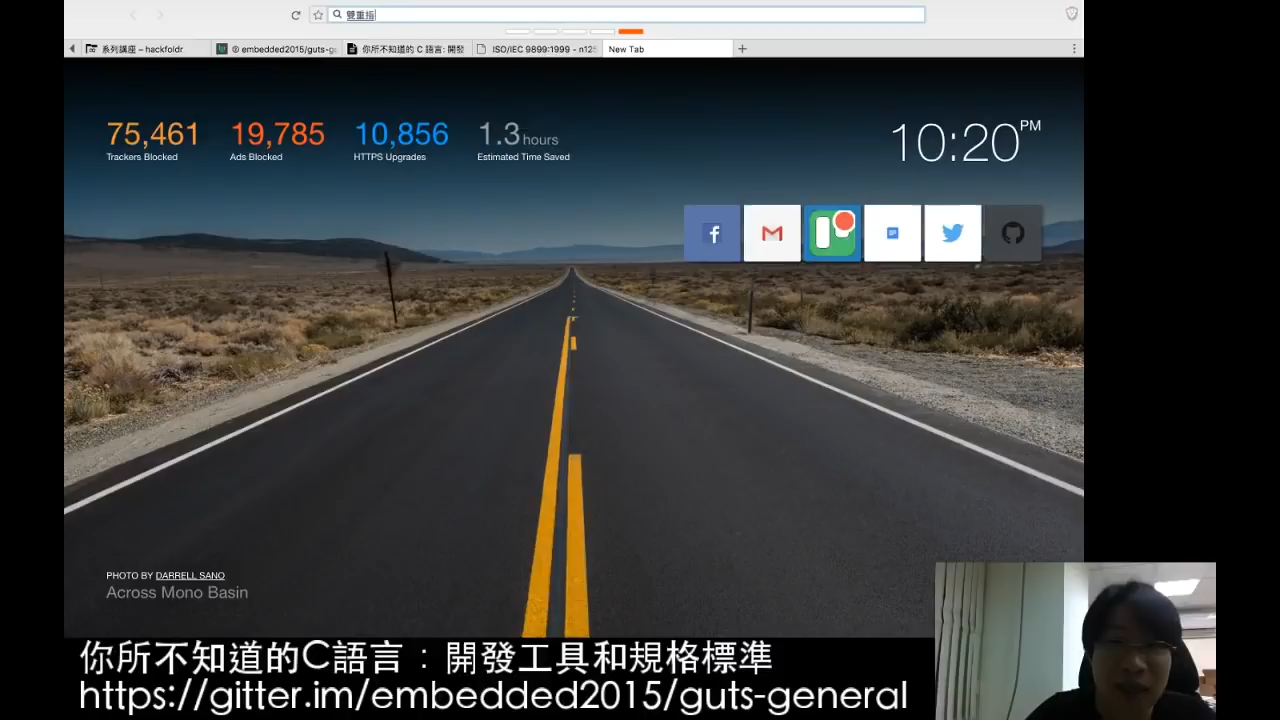 雙重指
系列講座 – hackfoldr
embedded2015/guts-g
你所不知道的 C 語言: 開發
ISO/IEC 9899:1999 - n125
New Tab
75,461
Trackers Blocked
19,785
Ads Blocked
10,856
HTTPS Upgrades
1.3 hours
Estimated Time Saved
10:20 PM
PHOTO BY DARRELL SANO
Across Mono Basin
你所不知道的C語言：開發工具和規格標準
https://gitter.im/embedded2015/guts-general